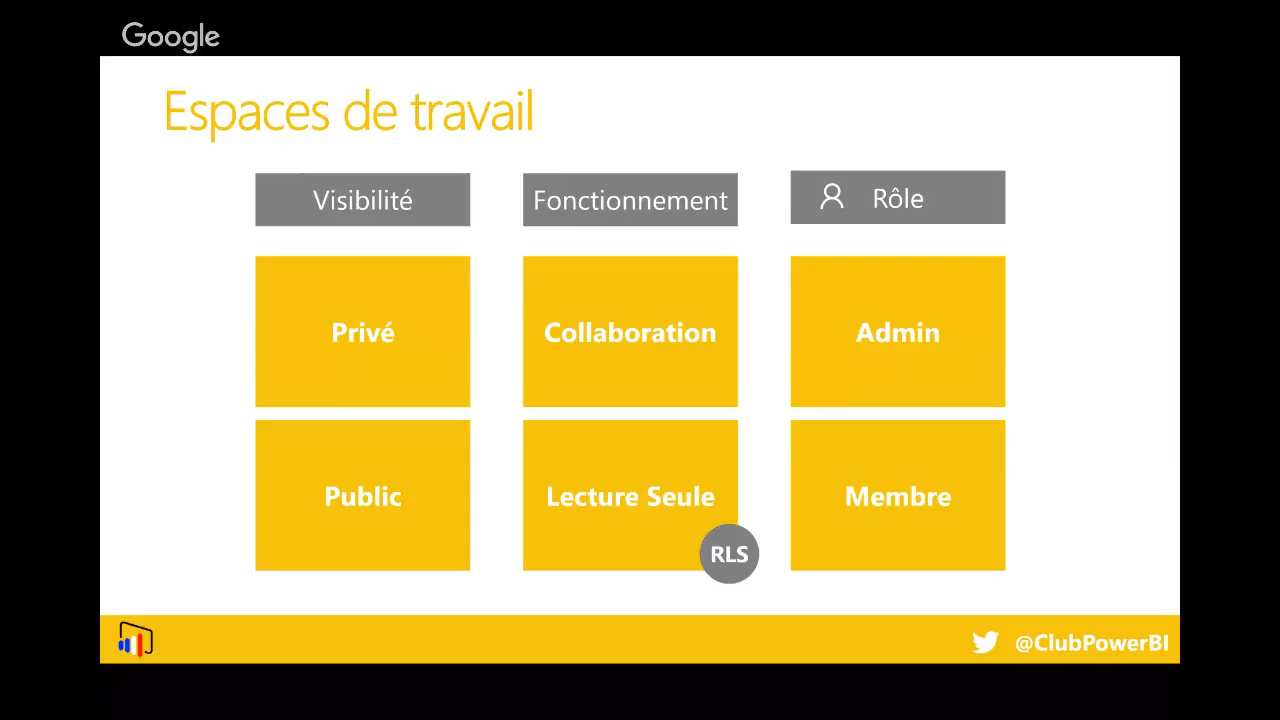 Google
Espaces de travail
Visibilité
Fonctionnement
Rôle
Privé
Collaboration
Admin
Public
Lecture Seule
Membre
RLS
@ClubPowerBI